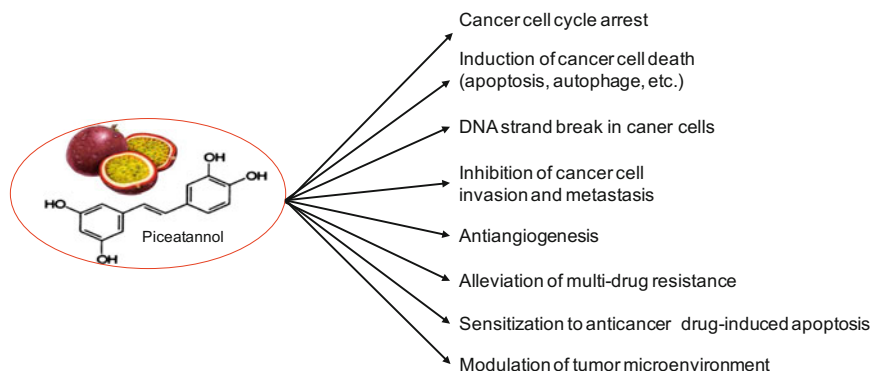 Cancer cell cycle arrest
Induction of cancer cell death
(apoptosis, autophage, etc.)
DNA strand break in caner cells
Inhibition of cancer cell
invasion and metastasis
Antiangiogenesis
Alleviation of multi-drug resistance
Sensitization to anticancer drug-induced apoptosis
Modulation of tumor microenvironment
OH
OH
HO
OH
Piceatannol